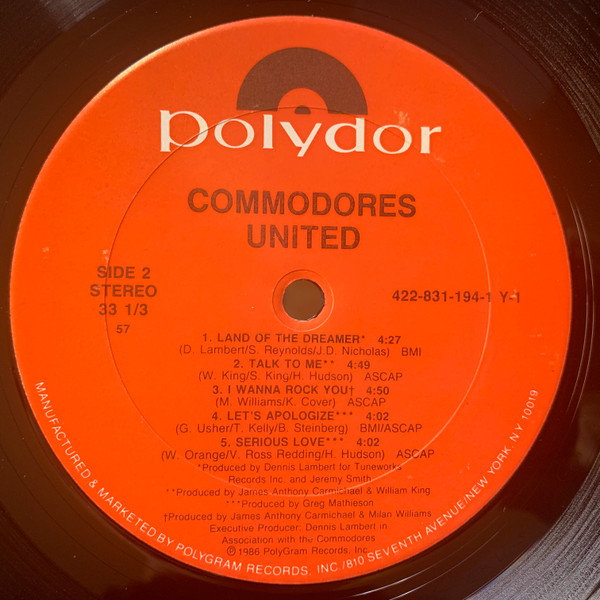 polydor
COMMODORES
UNITED
SIDE 2
STEREO
33 1/3
57
422-831-194-1 Y-1
1. LAND OF THE DREAMER* 4:27
(D. Lambert/S. Reynolds/J.D. Nicholas) BMI
2. TALK TO ME** 4:49
(W. King/S. King/H. Hudson) ASCAP
3. I WANNA ROCK YOU† 4:50
(M. Williams/K. Cover) ASCAP
4. LET'S APOLOGIZE*** 4:02
(G. Usher/T. Kelly/B. Steinberg) BMI/ASCAP
5. SERIOUS LOVE*** 4:02
(W. Orange/V. Ross Redding/H. Hudson) ASCAP
*Produced by Dennis Lambert for Tuneworks
Records Inc. and Jeremy Smith
**Produced by James Anthony Carmichael & William King
***Produced by Greg Mathieson
†Produced by James Anthony Carmichael & Milan Williams
Executive Producer: Dennis Lambert in
Association with the Commodores
℗1986 PolyGram Records, Inc.
MANUFACTURED & MARKETED BY POLYGRAM RECORDS, INC./810 SEVENTH AVENUE/NEW YORK, N.Y. 10019